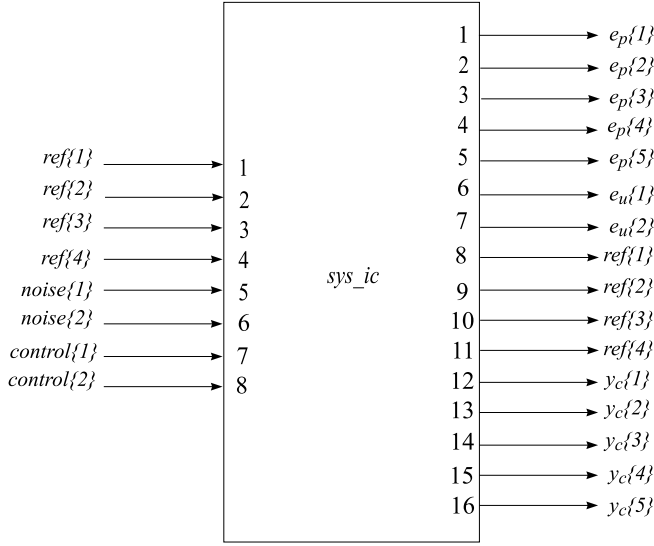 ref{1} 1
ref{2} 2
ref{3} 3
ref{4} 4
noise{1} 5
noise{2} 6
control{1} 7
control{2} 8
sys_ic
1 e_p{1}
2 e_p{2}
3 e_p{3}
4 e_p{4}
5 e_p{5}
6 e_u{1}
7 e_u{2}
8 ref{1}
9 ref{2}
10 ref{3}
11 ref{4}
12 y_c{1}
13 y_c{2}
14 y_c{3}
15 y_c{4}
16 y_c{5}